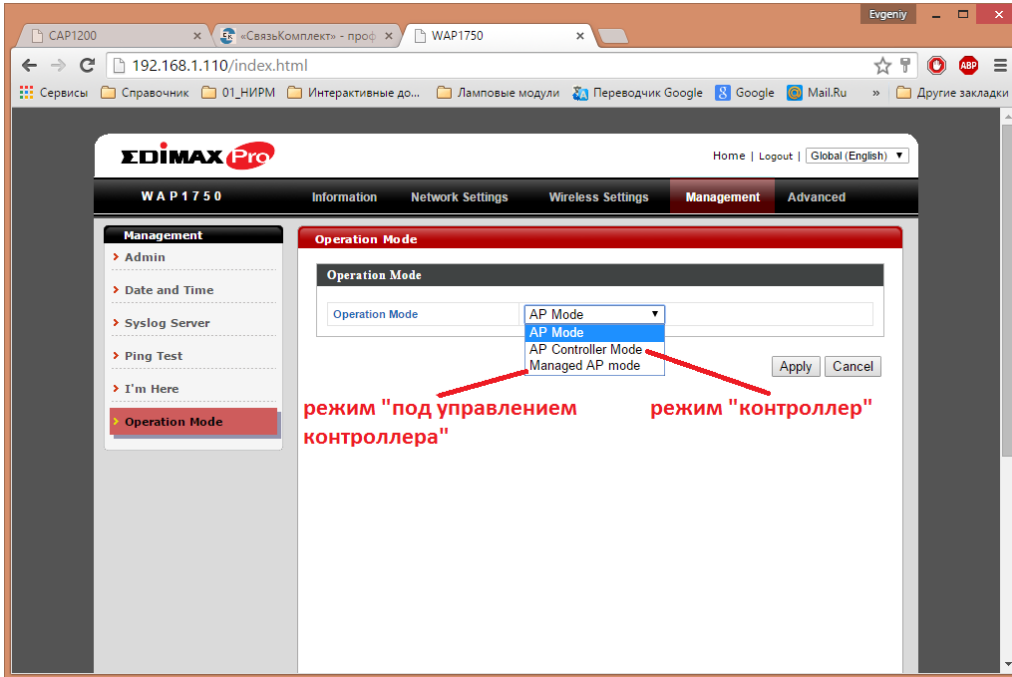 Evgeniy
CAP1200
«СвязьКомплект» - проф
WAP1750
192.168.1.110/index.html
ABP
Сервисы Справочник 01_НИРМ Интерактивные до... Ламповые модули Переводчик Google Google Mail.Ru » Другие закладки
EDIMAX Pro
Home | Logout | Global (English)
WAP1750 Information Network Settings Wireless Settings Management Advanced
Management
Admin
Date and Time
Syslog Server
Ping Test
I'm Here
Operation Mode
Operation Mode
Operation Mode
Operation Mode AP Mode
AP Mode
AP Controller Mode
Managed AP mode
Apply Cancel
режим "под управлением
контроллера"
режим "контроллер"